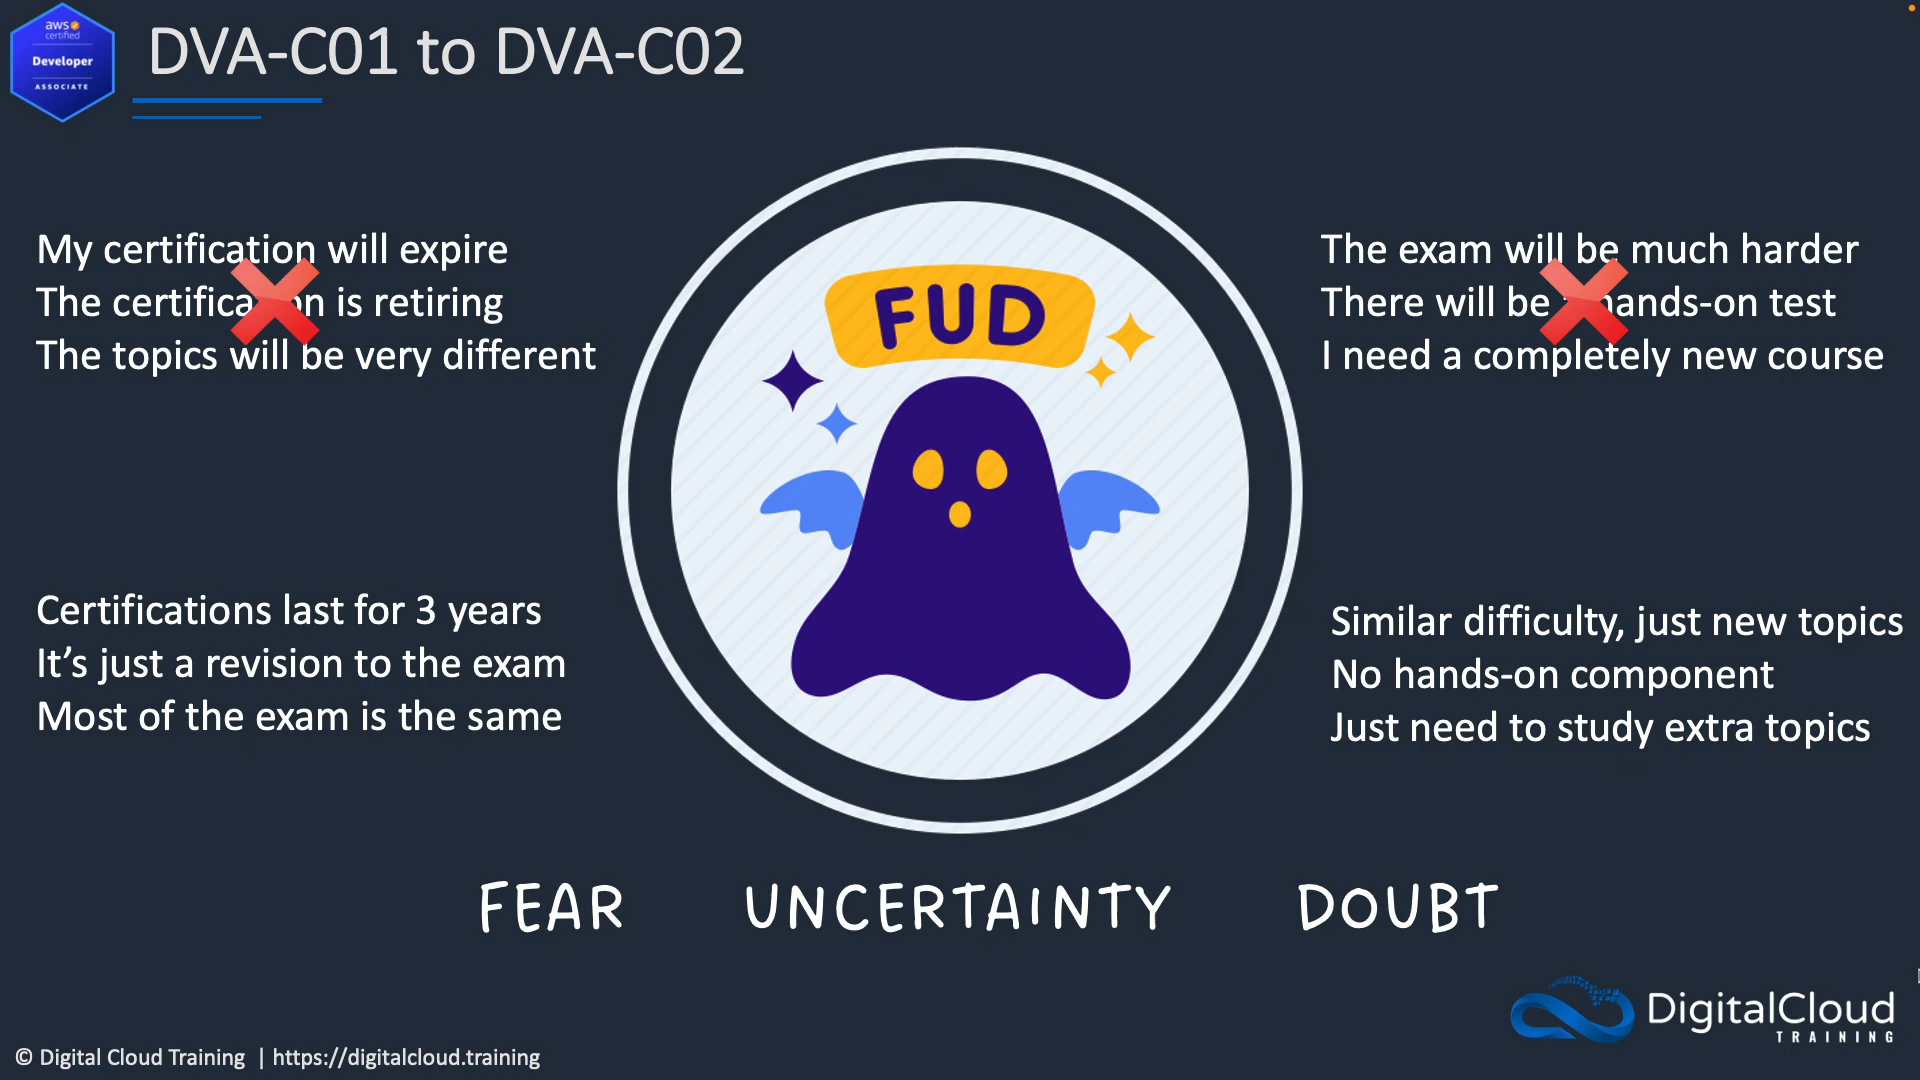 aws
certified
Developer
ASSOCIATE
DVA-C01 to DVA-C02
My certification will expire
The certification is retiring
The topics will be very different
The exam will be much harder
There will be hands-on test
I need a completely new course
FUD
Certifications last for 3 years
It’s just a revision to the exam
Most of the exam is the same
Similar difficulty, just new topics
No hands-on component
Just need to study extra topics
FEAR UNCERTAINTY DOUBT
DigitalCloud
TRAINING
© Digital Cloud Training | https://digitalcloud.training